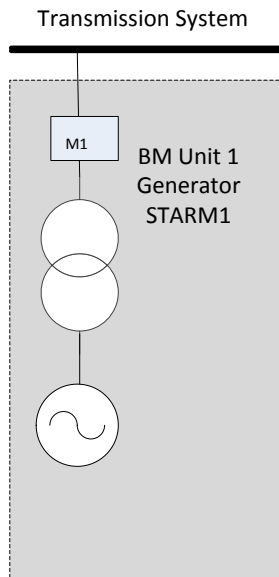 Transmission System
M1
BM Unit 1
Generator
STARM1